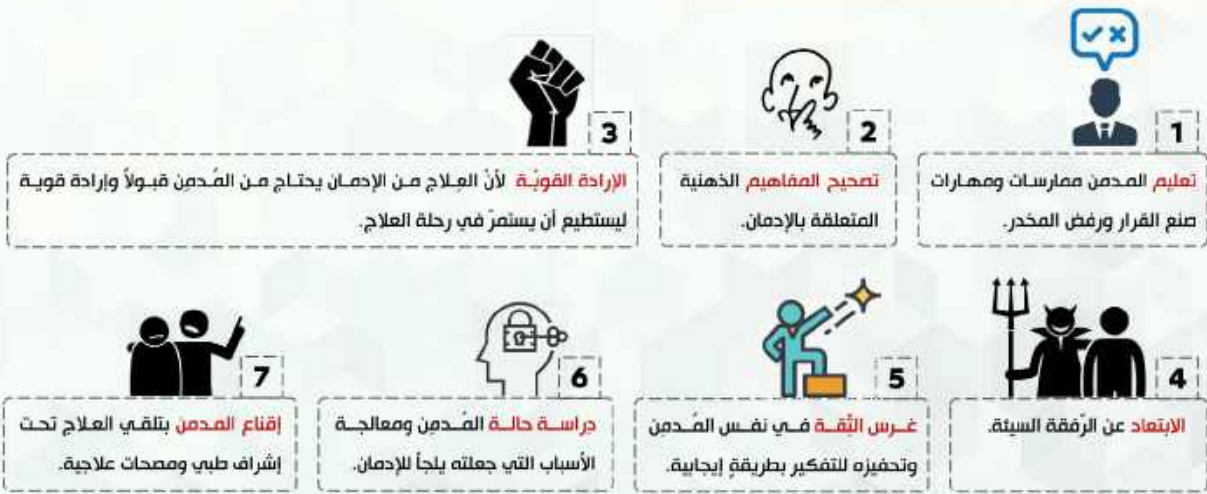 1
تعليم المدمن ممارسات ومهارات
صنع القرار ورفض المخدر.
2
تصحيح المفاهيم الذهنية
المتعلقة بالإدمان.
3
الإرادة القويّة لأنّ العلاج من الإدمان يحتاج من المُدمن قبولاً وإرادة قوية
ليستطيع أن يستمرّ في رحلة العلاج.
4
الابتعاد عن الرّفقة السيئة.
5
غرس الثّقة في نفس المُدمن
وتحفيزه للتفكير بطريقةٍ إيجابية.
6
دراسة حالة المُدمن ومعالجة
الأسباب التي جعلته يلجأ للإدمان.
7
إقناع المدمن بتلقي العلاج تحت
إشراف طبي ومصحات علاجية.